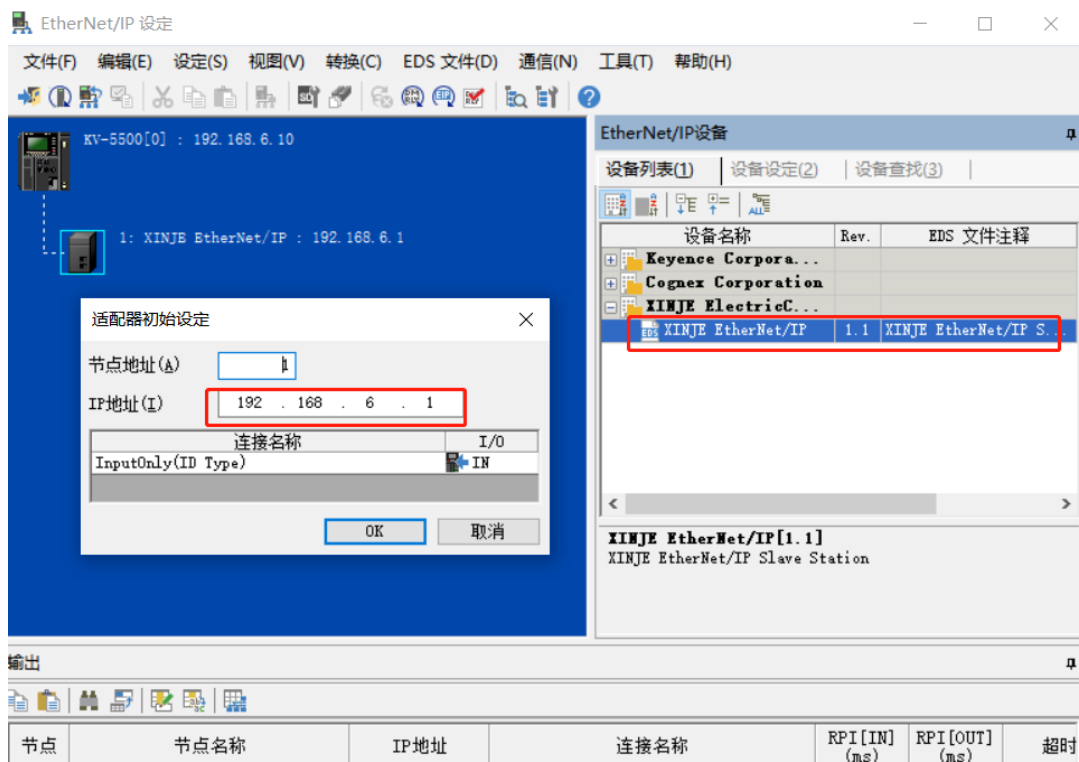 EtherNet/IP 设定
文件(F) 编辑(E) 设定(S) 视图(V) 转换(C) EDS 文件(D) 通信(N) 工具(T) 帮助(H)
KV-5500[0] : 192.168.6.10
1: XINJE EtherNet/IP : 192.168.6.1
适配器初始设定
节点地址(A) 1
IP地址(I) 192 . 168 . 6 . 1
连接名称 I/O
InputOnly(ID Type) IN
OK 取消
EtherNet/IP设备
设备列表(1) 设备设定(2) 设备查找(3)
设备名称 Rev. EDS 文件注释
Keyence Corpora...
Cognex Corporation
XINJE ElectricC...
XINJE EtherNet/IP 1.1 XINJE EtherNet/IP S...
XINJE EtherNet/IP[1.1]
XINJE EtherNet/IP Slave Station
输出
节点 节点名称 IP地址 连接名称 RPI[IN] (ms) RPI[OUT] (ms) 超时